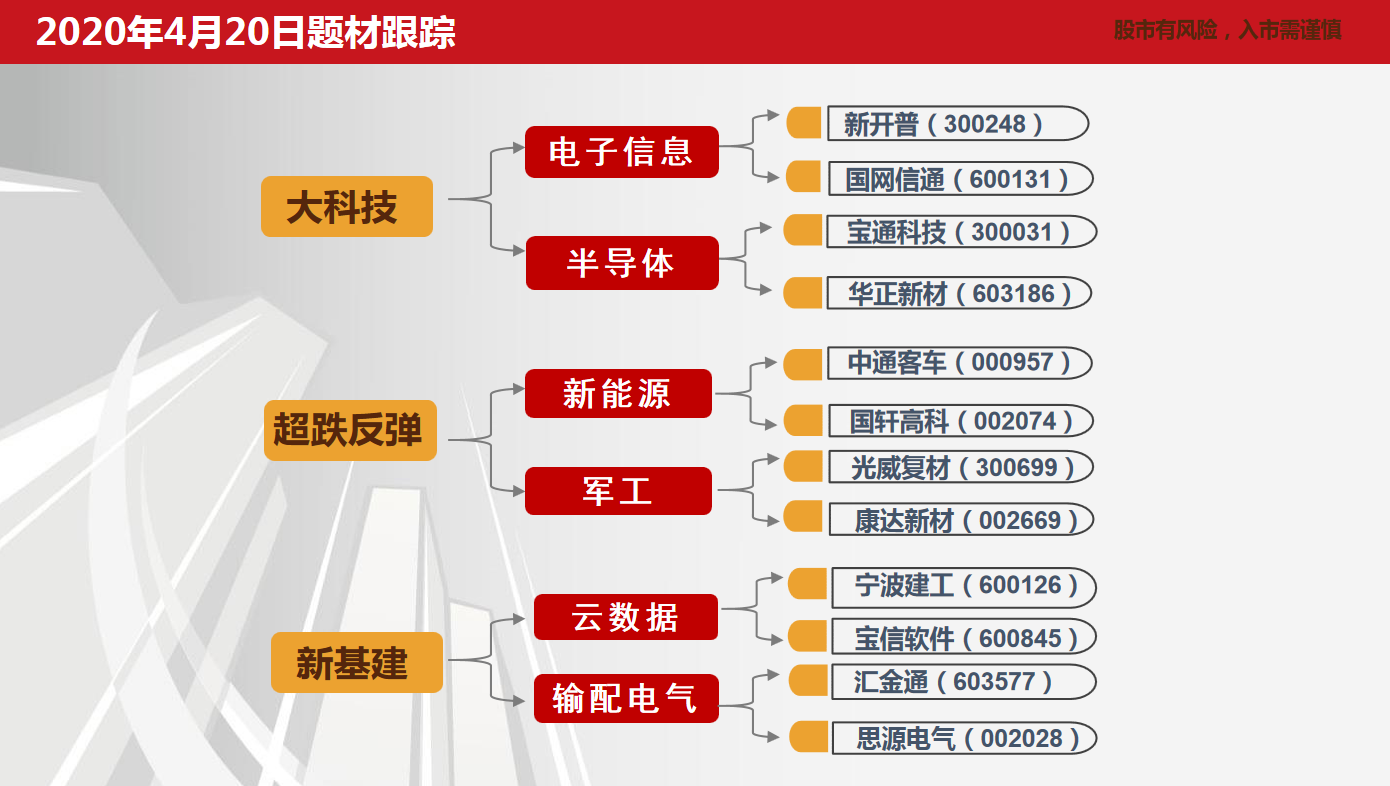 2020年4月20日题材跟踪
股市有风险，入市需谨慎
大科技
电子信息
新开普（300248）
国网信通（600131）
半导体
宝通科技（300031）
华正新材（603186）
超跌反弹
新能源
中通客车（000957）
国轩高科（002074）
军工
光威复材（300699）
康达新材（002669）
新基建
云数据
宁波建工（600126）
宝信软件（600845）
输配电气
汇金通（603577）
思源电气（002028）